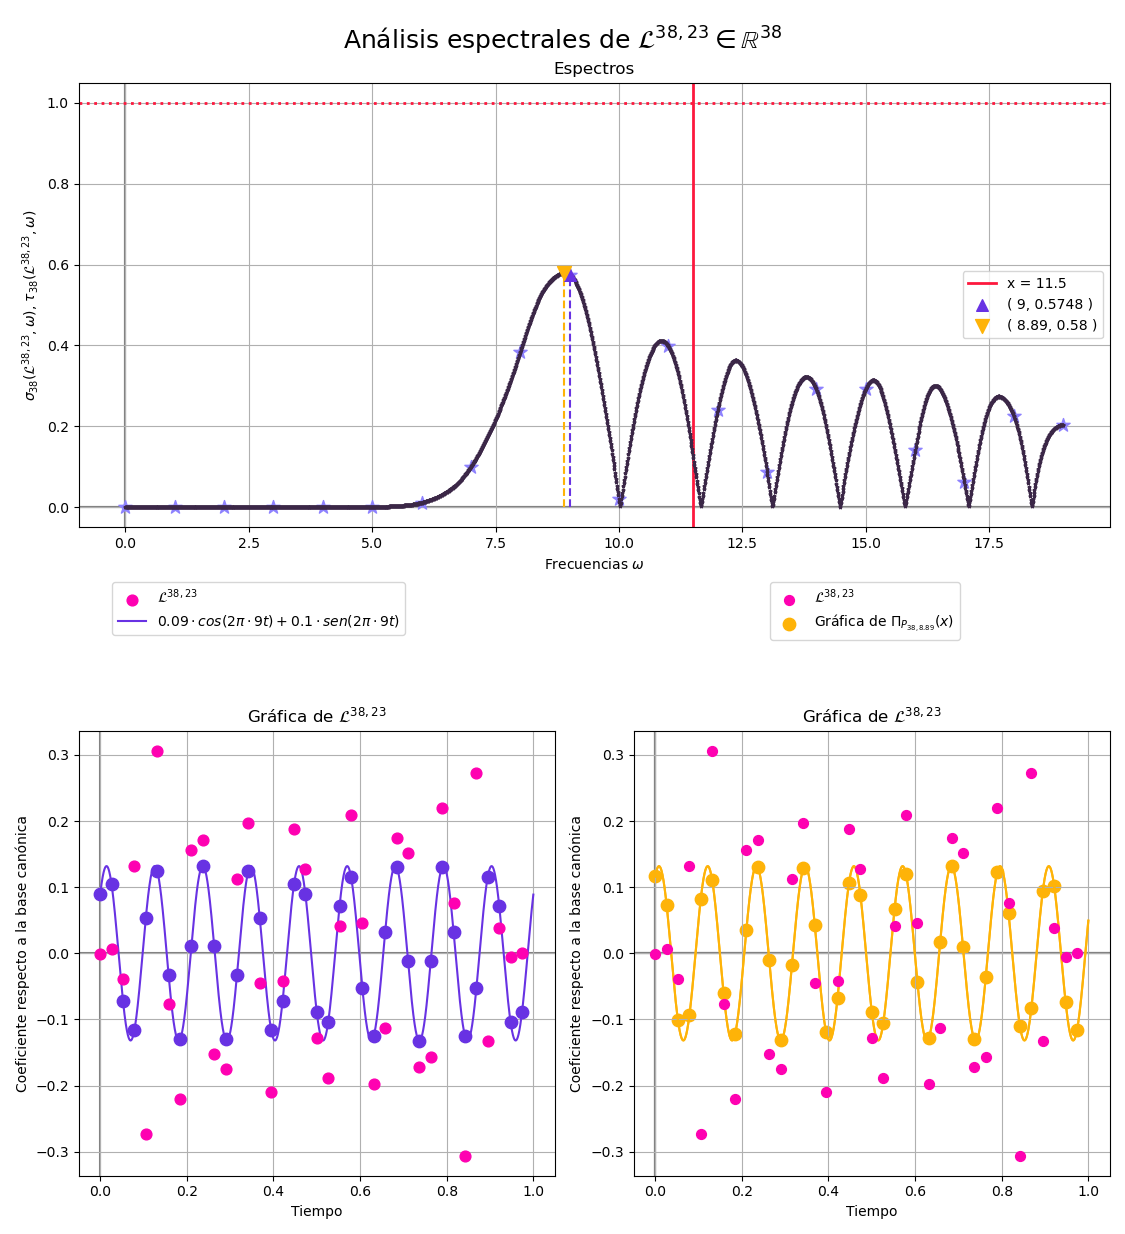 Análisis espectrales de ℒ^{38,23} ∈ ℝ^{38}
Espectros
σ_{38}(ℒ^{38,23}, ω), τ_{38}(ℒ^{38,23}, ω)
1.0
0.8
0.6
0.4
0.2
0.0
x = 11.5
( 9, 0.5748 )
( 8.89, 0.58 )
0.0 2.5 5.0 7.5 10.0 12.5 15.0 17.5
Frecuencias ω
ℒ^{38,23}
0.09 · cos(2π · 9t) + 0.1 · sen(2π · 9t)
ℒ^{38,23}
Gráfica de Π_{P_{38,8.89}}(x)
Gráfica de ℒ^{38,23}
Coeficiente respecto a la base canónica
0.3
0.2
0.1
0.0
−0.1
−0.2
−0.3
0.0 0.2 0.4 0.6 0.8 1.0
Tiempo
Gráfica de ℒ^{38,23}
Coeficiente respecto a la base canónica
0.3
0.2
0.1
0.0
−0.1
−0.2
−0.3
0.0 0.2 0.4 0.6 0.8 1.0
Tiempo